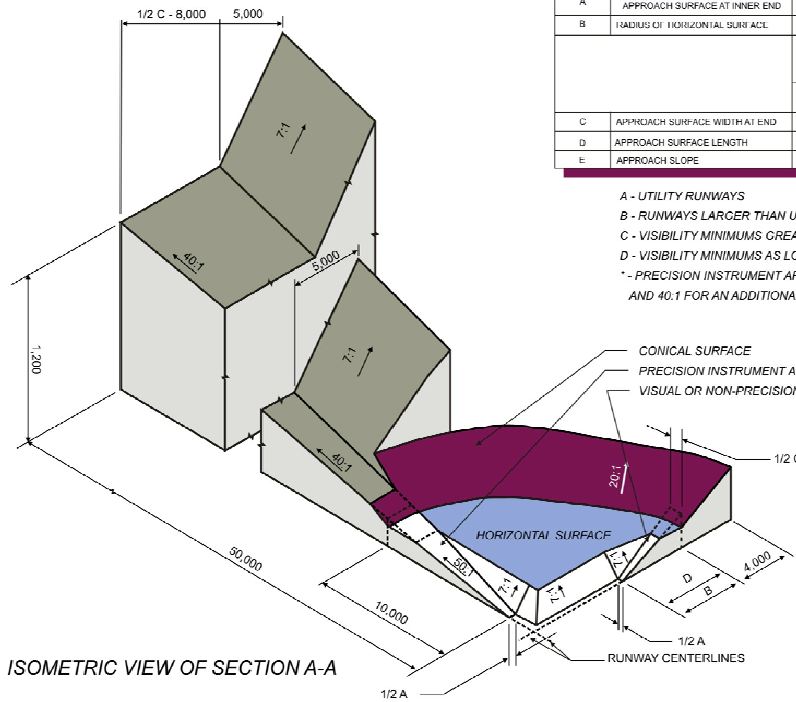 1/2 C - 8,000
5,000
A
APPROACH SURFACE AT INNER END
B
RADIUS OF HORIZONTAL SURFACE
C
APPROACH SURFACE WIDTH AT END
D
APPROACH SURFACE LENGTH
E
APPROACH SLOPE
A - UTILITY RUNWAYS
B - RUNWAYS LARGER THAN U
C - VISIBILITY MINIMUMS GREA
D - VISIBILITY MINIMUMS AS LO
* - PRECISION INSTRUMENT AP
AND 40:1 FOR AN ADDITIONA
7:1
40:1
5,000
1,200
7:1
40:1
CONICAL SURFACE
PRECISION INSTRUMENT A
VISUAL OR NON-PRECISION
1/2 C
20:1
HORIZONTAL SURFACE
50:1
7:1
7:1
7:1
4,000
D
B
50,000
10,000
1/2 A
RUNWAY CENTERLINES
ISOMETRIC VIEW OF SECTION A-A
1/2 A